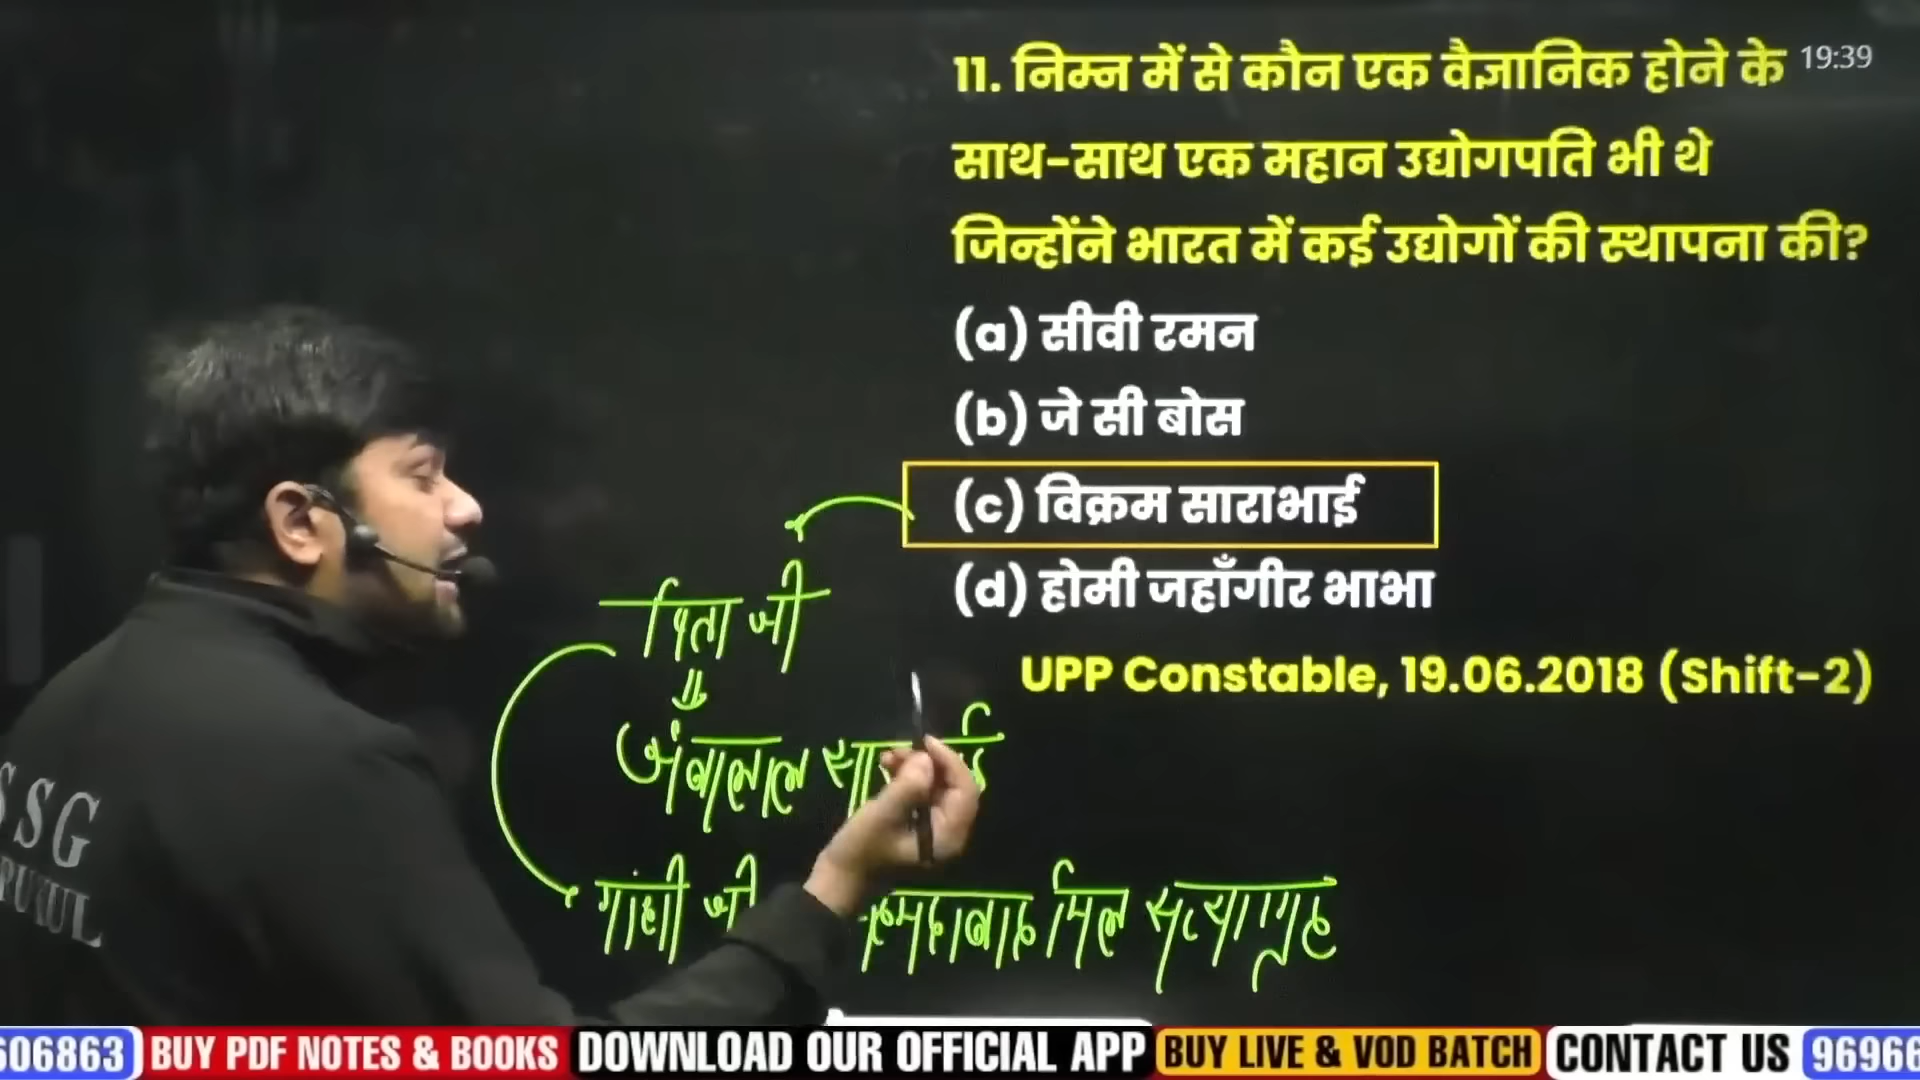 11. निम्न में से कौन एक वैज्ञानिक होने के
19:39
साथ-साथ एक महान उद्योगपति भी थे
जिन्होंने भारत में कई उद्योगों की स्थापना की?
(a) सीवी रमन
(b) जे सी बोस
(c) विक्रम साराभाई
(d) होमी जहाँगीर भाभा
UPP Constable, 19.06.2018 (Shift-2)
पिता जी
अंबालाल
गांधी जी मिल सत्याग्रह
SSG
606863
BUY PDF NOTES & BOOKS
DOWNLOAD OUR OFFICIAL APP
BUY LIVE & VOD BATCH
CONTACT US
96966